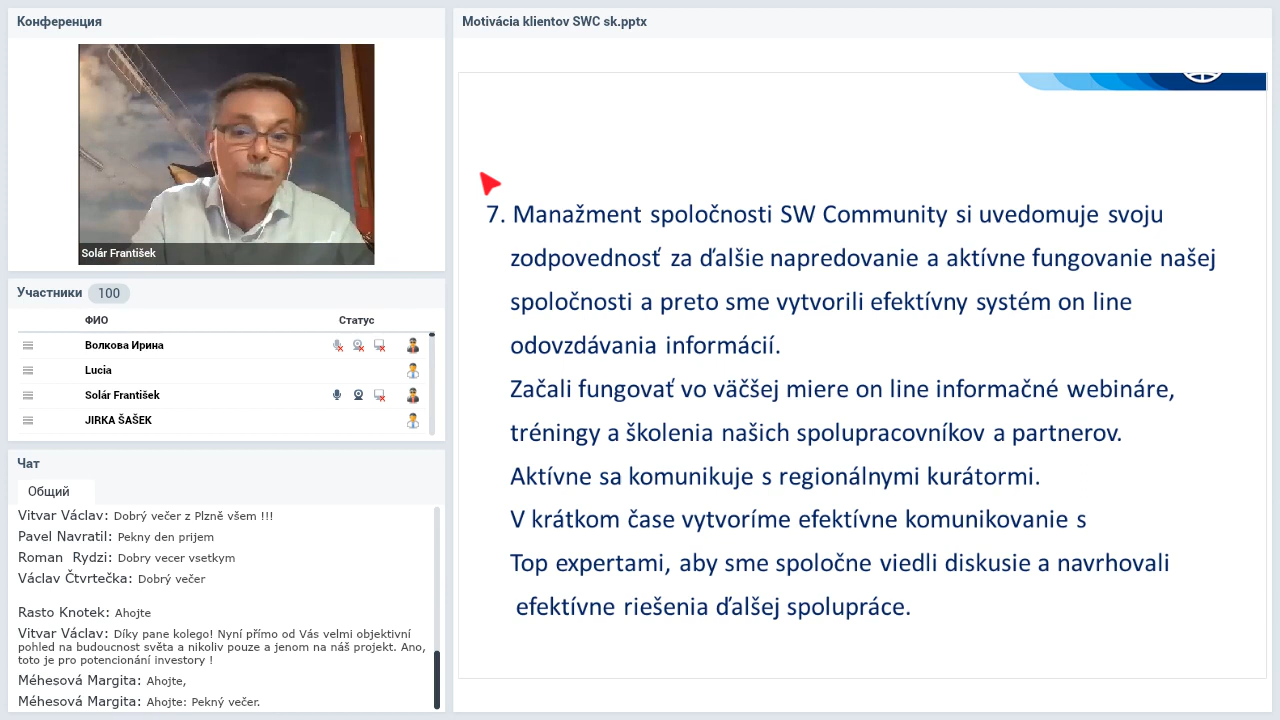 Конференция
Solár František
Участники 100
ФИО Статус
Волкова Ирина
Lucia
Solár František
JIRKA ŠAŠEK
Чат
Общий
Vitvar Václav: Dobrý večer z Plzně všem !!!
Pavel Navratil: Pekny den prijem
Roman Rydzi: Dobry vecer vsetkym
Václav Čtvrtečka: Dobrý večer
Rasto Knotek: Ahojte
Vitvar Václav: Díky pane kolego! Nyní přímo od Vás velmi objektivní
pohled na budoucnost světa a nikoliv pouze a jenom na náš projekt. Ano,
toto je pro potencionání investory !
Méhesová Margita: Ahojte,
Méhesová Margita: Ahojte: Pekný večer.
Motivácia klientov SWC sk.pptx
7. Manažment spoločnosti SW Community si uvedomuje svoju
zodpovednosť za ďalšie napredovanie a aktívne fungovanie našej
spoločnosti a preto sme vytvorili efektívny systém on line
odovzdávania informácií.
Začali fungovať vo väčšej miere on line informačné webináre,
tréningy a školenia našich spolupracovníkov a partnerov.
Aktívne sa komunikuje s regionálnymi kurátormi.
V krátkom čase vytvoríme efektívne komunikovanie s
Top expertami, aby sme spoločne viedli diskusie a navrhovali
efektívne riešenia ďalšej spolupráce.